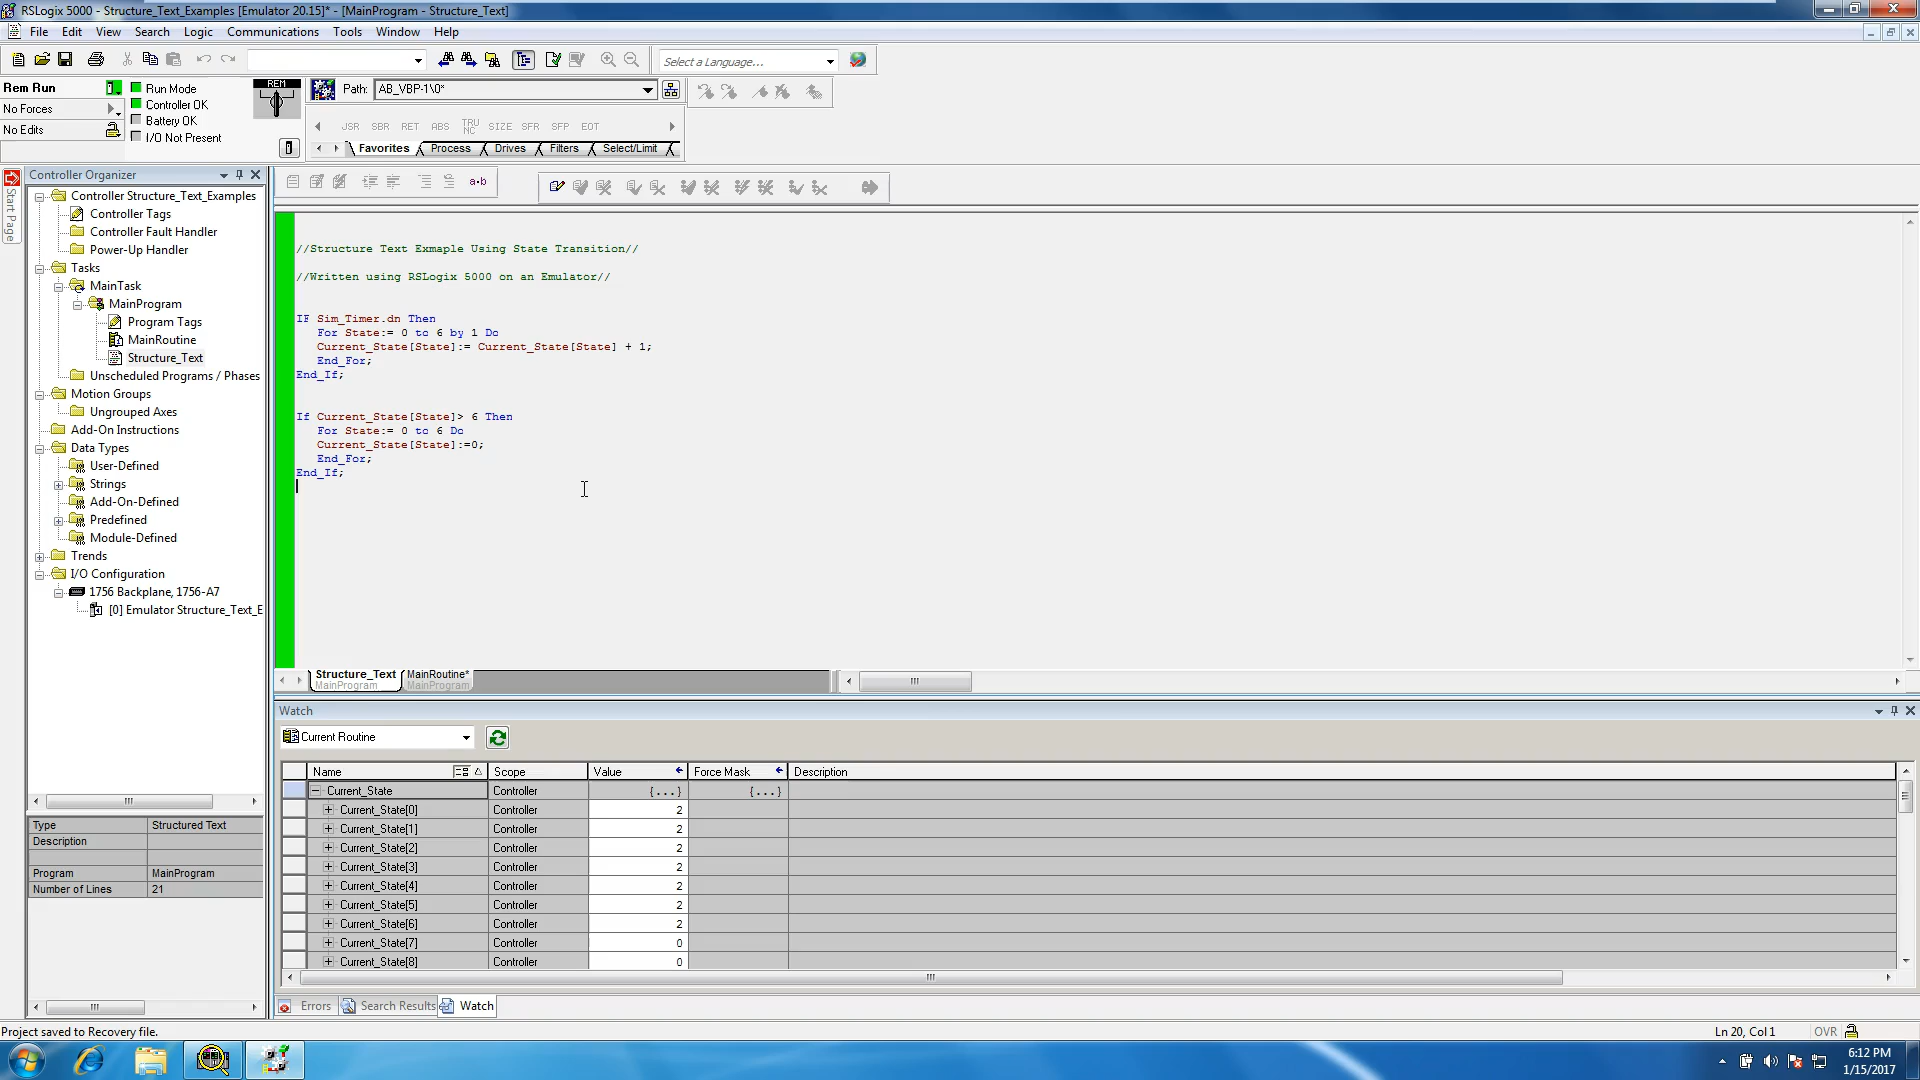 RSLogix 5000 - Structure_Text_Examples [Emulator 20.15]* - [MainProgram - Structure_Text]
File Edit View Search Logic Communications Tools Window Help
Select a Language...
Rem Run
No Forces
No Edits
Run Mode
Controller OK
Battery OK
I/O Not Present
REM
Path: AB_VBP-1\0*
JSR SBR RET ABS TRUNC SIZE SFR SFP EOT
Favorites Process Drives Filters Select/Limit
Start Page
Controller Organizer
Controller Structure_Text_Examples
Controller Tags
Controller Fault Handler
Power-Up Handler
Tasks
MainTask
MainProgram
Program Tags
MainRoutine
Structure_Text
Unscheduled Programs / Phases
Motion Groups
Ungrouped Axes
Add-On Instructions
Data Types
User-Defined
Strings
Add-On-Defined
Predefined
Module-Defined
Trends
I/O Configuration
1756 Backplane, 1756-A7
[0] Emulator Structure_Text_E
Type Structured Text
Description
Program MainProgram
Number of Lines 21
a·b
//Structure Text Exmaple Using State Transition//
//Written using RSLogix 5000 on an Emulator//
IF Sim_Timer.dn Then
For State:= 0 to 6 by 1 Do
Current_State[State]:= Current_State[State] + 1;
End_For;
End_If;
If Current_State[State]> 6 Then
For State:= 0 to 6 Do
Current_State[State]:=0;
End_For;
End_If;
Structure_Text MainRoutine*
MainProgram MainProgram
Watch
Current Routine
Name Scope Value Force Mask Description
Current_State Controller {...} {...}
Current_State[0] Controller 2
Current_State[1] Controller 2
Current_State[2] Controller 2
Current_State[3] Controller 2
Current_State[4] Controller 2
Current_State[5] Controller 2
Current_State[6] Controller 2
Current_State[7] Controller 0
Current_State[8] Controller 0
Errors Search Results Watch
Project saved to Recovery file.
Ln 20, Col 1 OVR
6:12 PM
1/15/2017